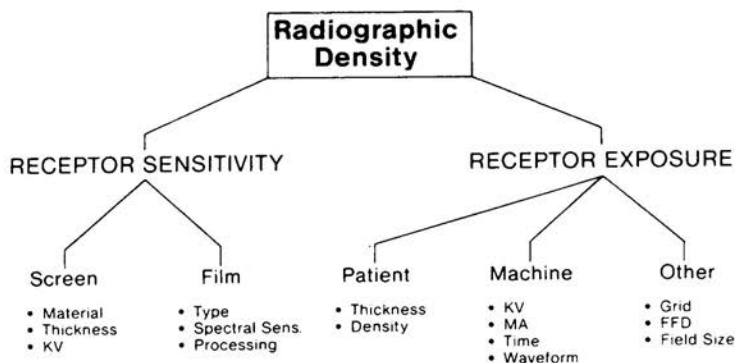 Radiographic
Density
RECEPTOR SENSITIVITY
RECEPTOR EXPOSURE
Screen
• Material
• Thickness
• KV
Film
• Type
• Spectral Sens.
• Processing
Patient
• Thickness
• Density
Machine
• KV
• MA
• Time
• Waveform
Other
• Grid
• FFD
• Field Size